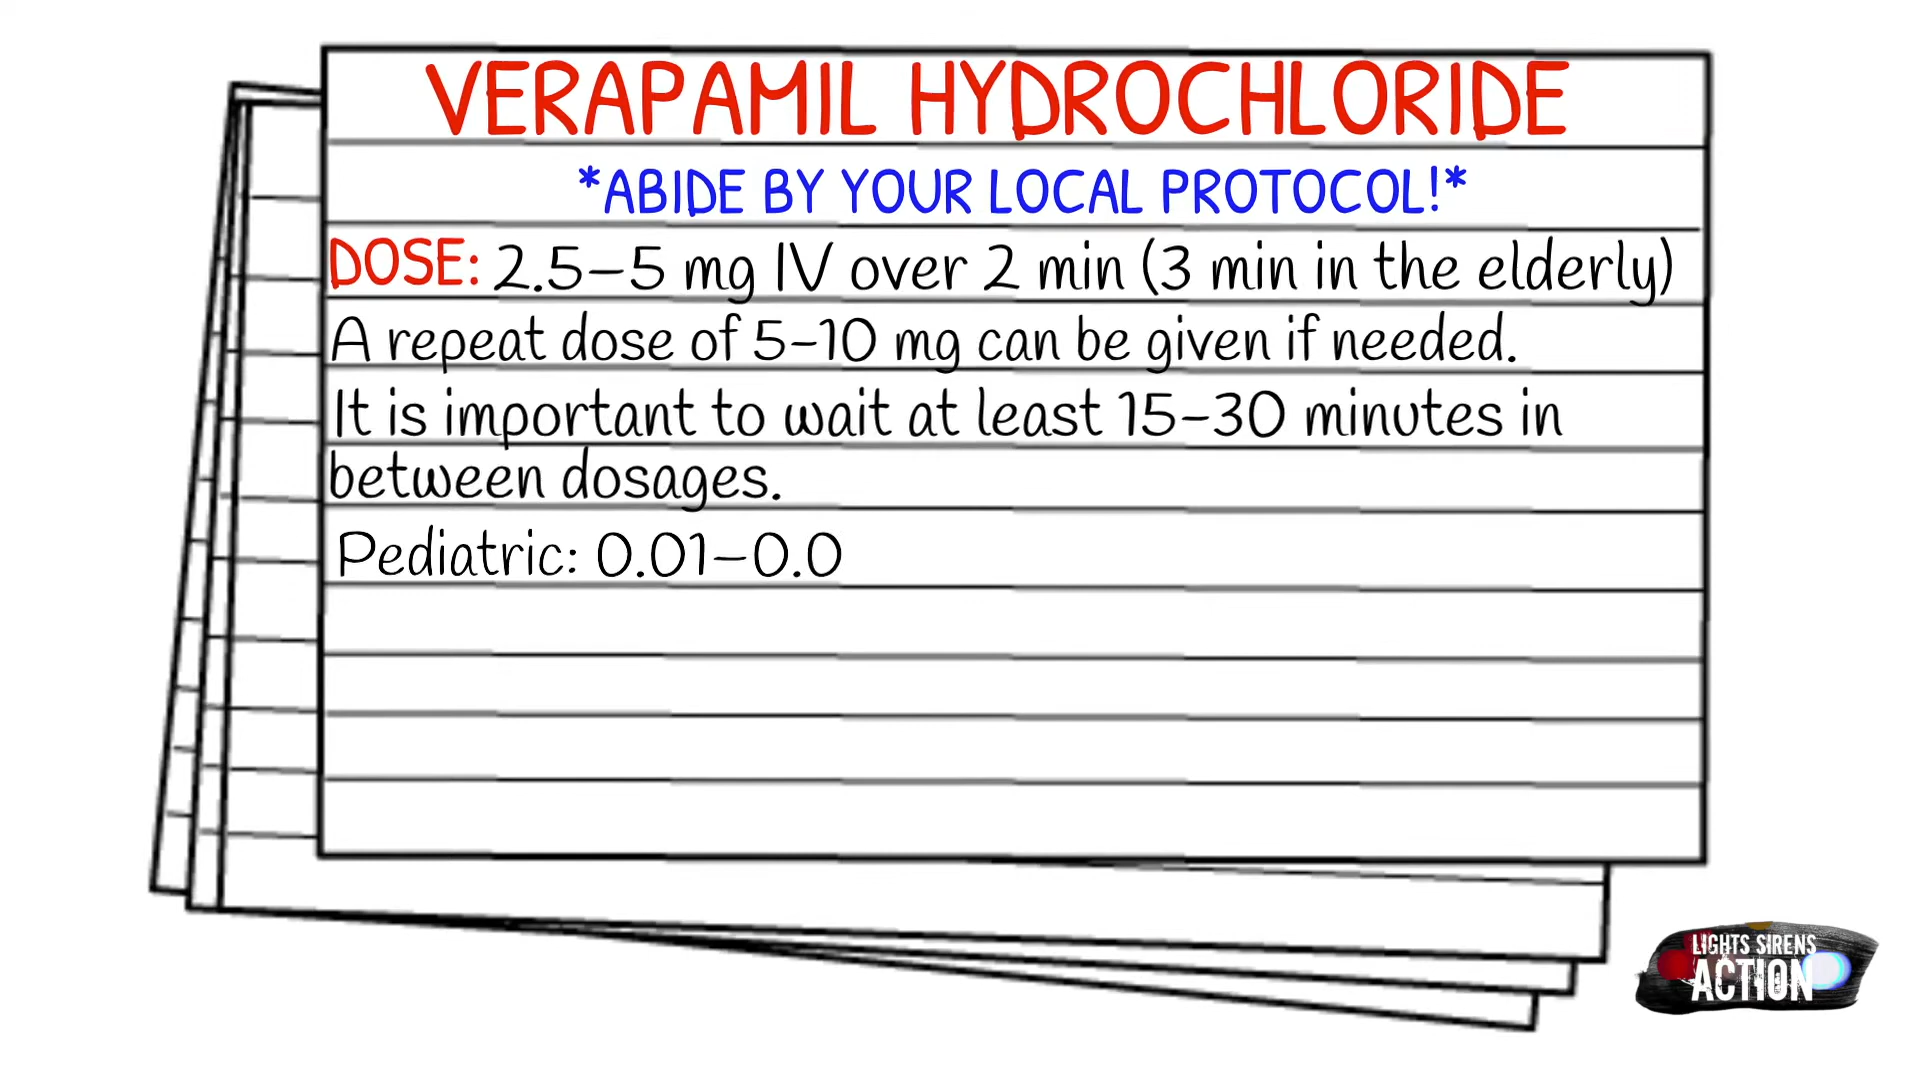 VERAPAMIL HYDROCHLORIDE
*ABIDE BY YOUR LOCAL PROTOCOL!*
DOSE: 2.5–5 mg IV over 2 min (3 min in the elderly)
A repeat dose of 5–10 mg can be given if needed.
It is important to wait at least 15–30 minutes in
between dosages.
Pediatric: 0.01–0.0
LIGHTS SIRENS
ACTION